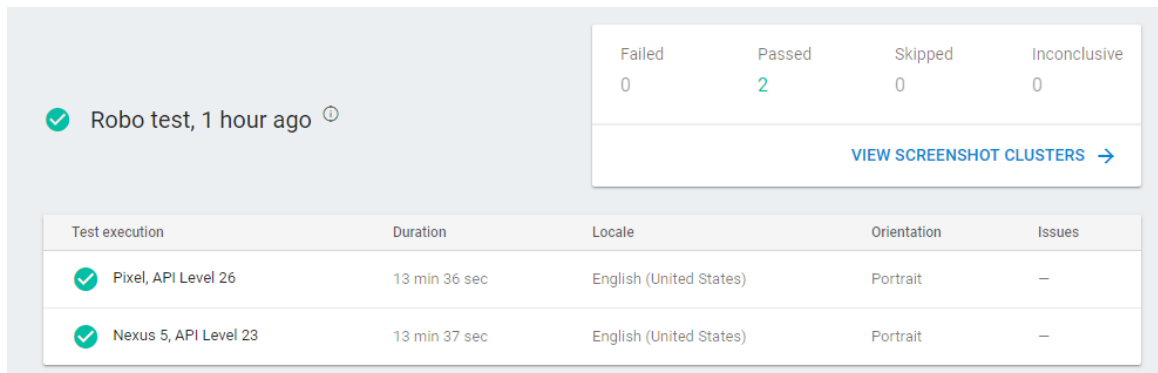 Failed Passed Skipped Inconclusive
0 2 0 0
Robo test, 1 hour ago
VIEW SCREENSHOT CLUSTERS →
Test execution Duration Locale Orientation Issues
Pixel, API Level 26 13 min 36 sec English (United States) Portrait —
Nexus 5, API Level 23 13 min 37 sec English (United States) Portrait —